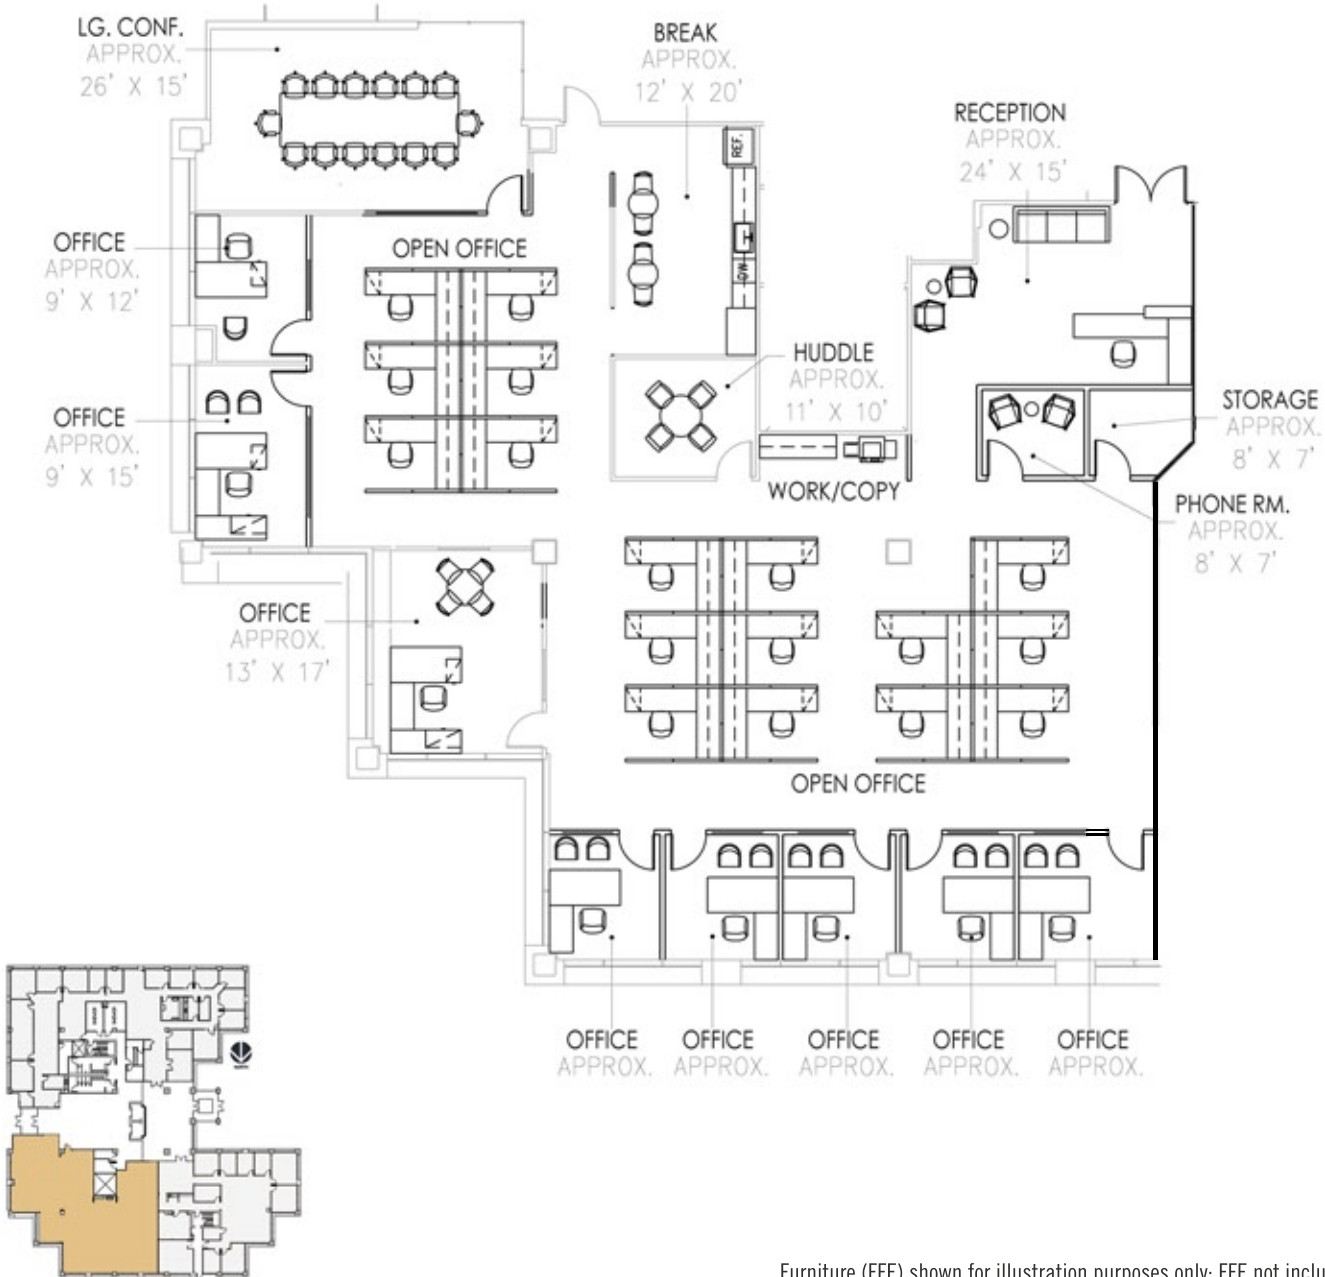 LG. CONF.
APPROX.
26' X 15'
BREAK
APPROX.
12' X 20'
RECEPTION
APPROX.
24' X 15'
REF.
DW
OFFICE
APPROX.
9' X 12'
OPEN OFFICE
HUDDLE
APPROX.
11' X 10'
OFFICE
APPROX.
9' X 15'
STORAGE
APPROX.
8' X 7'
WORK/COPY
PHONE RM.
APPROX.
8' X 7'
OFFICE
APPROX.
13' X 17'
OPEN OFFICE
OFFICE
APPROX.
OFFICE
APPROX.
OFFICE
APPROX.
OFFICE
APPROX.
OFFICE
APPROX.
Furniture (FFE) shown for illustration purposes only; FFE not inclu